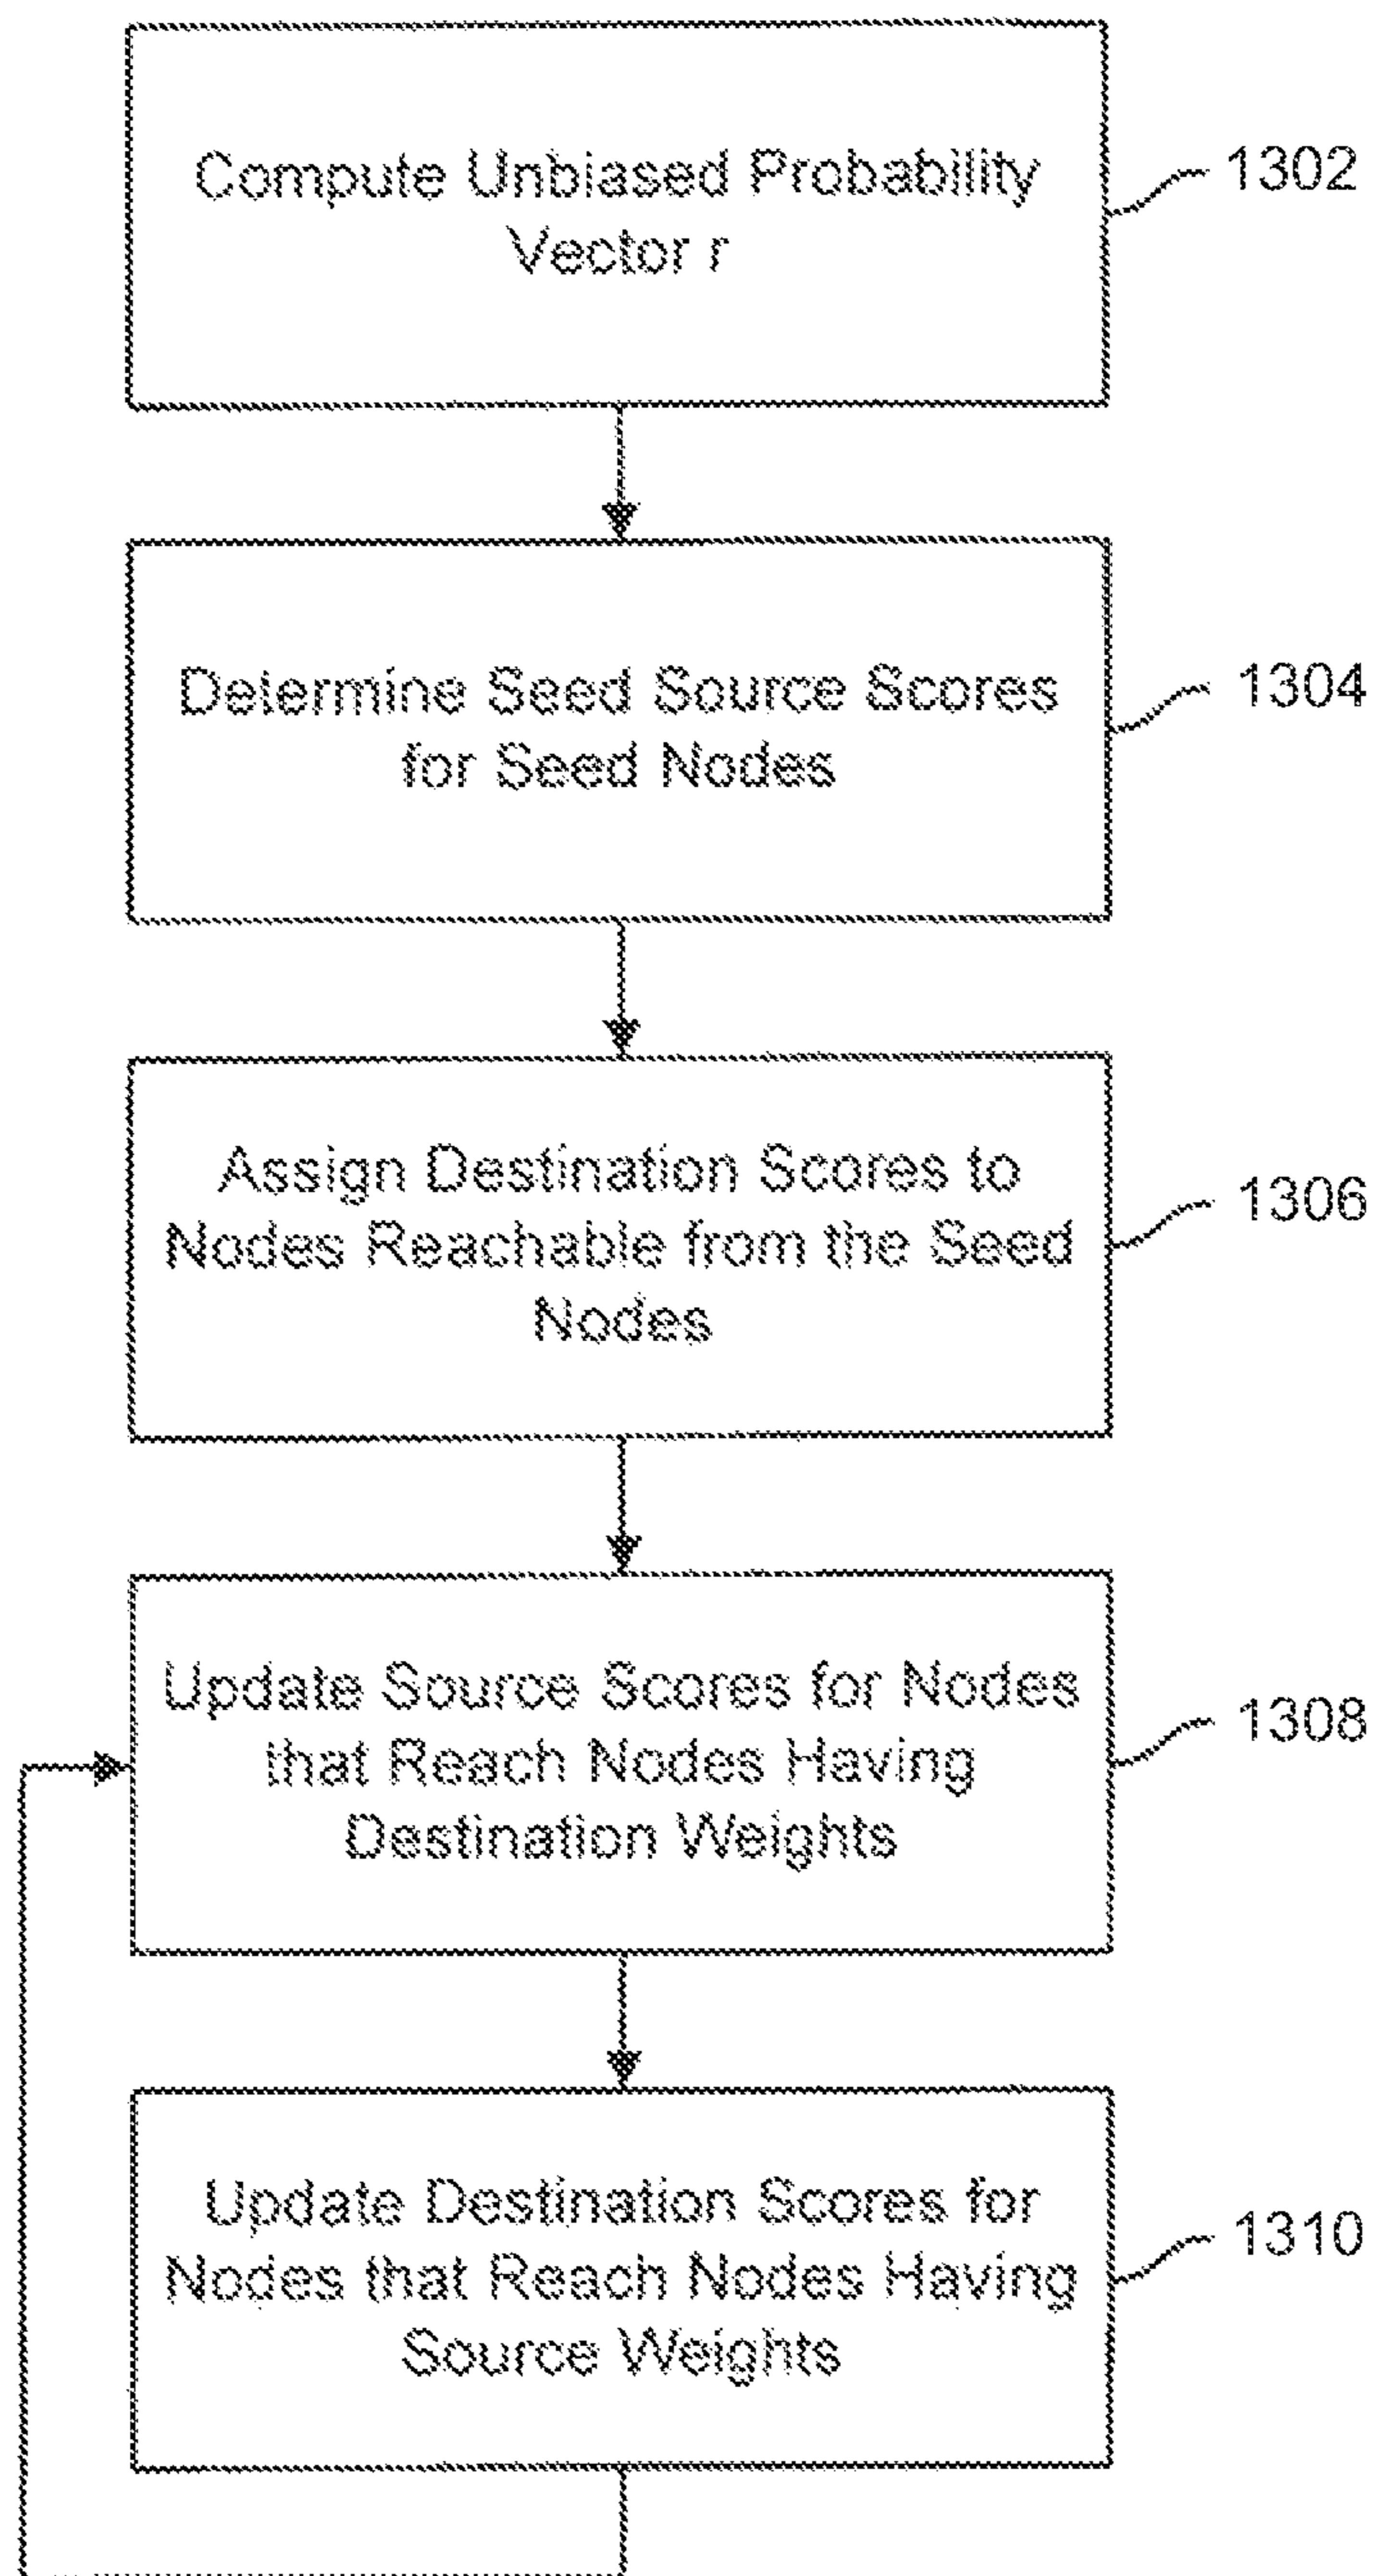 Compute Unbiased Probability
Vector r
1302
Determine Seed Source Scores
for Seed Nodes
1304
Assign Destination Scores to
Nodes Reachable from the Seed
Nodes
1306
Update Source Scores for Nodes
that Reach Nodes Having
Destination Weights
1308
Update Destination Scores for
Nodes that Reach Nodes Having
Source Weights
1310